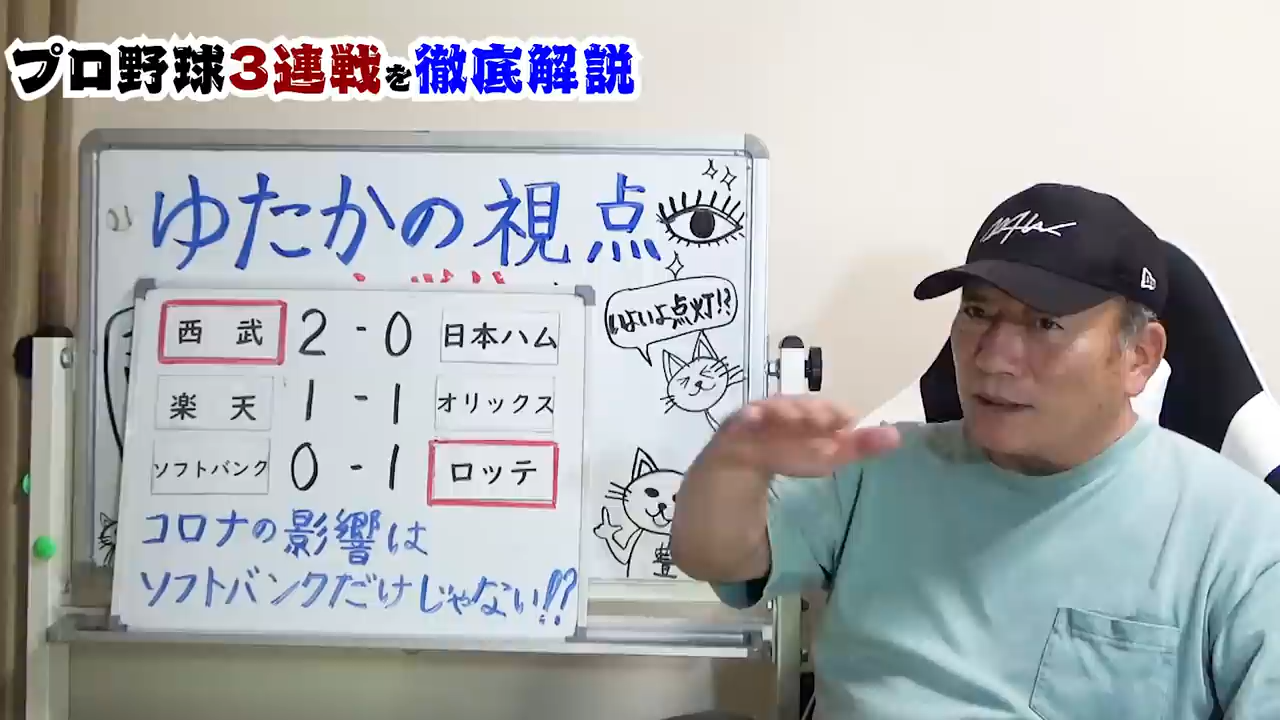 プロ野球3連戦を徹底解説
ゆたかの視点
いよいよ点灯!?
西武 2-0 日本ハム
楽天 1-1 オリックス
ソフトバンク 0-1 ロッテ
コロナの影響は
ソフトバンクだけじゃない!!?
豊